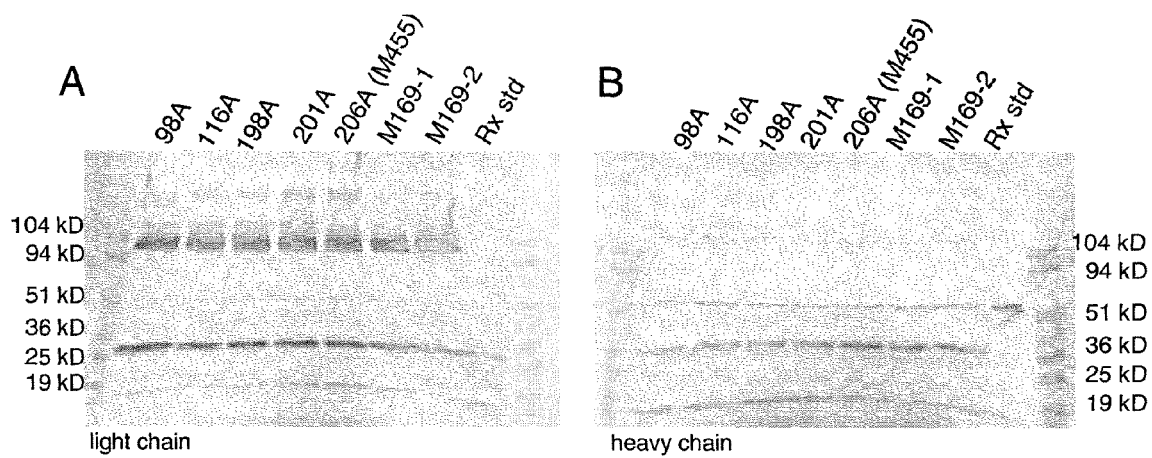 A
98A
116A
198A
201A
206A (M455)
M169-1
M169-2
Rx std
104 kD
94 kD
51 kD
36 kD
25 kD
19 kD
light chain
B
98A
116A
198A
201A
206A (M455)
M169-1
M169-2
Rx std
104 kD
94 kD
51 kD
36 kD
25 kD
19 kD
heavy chain